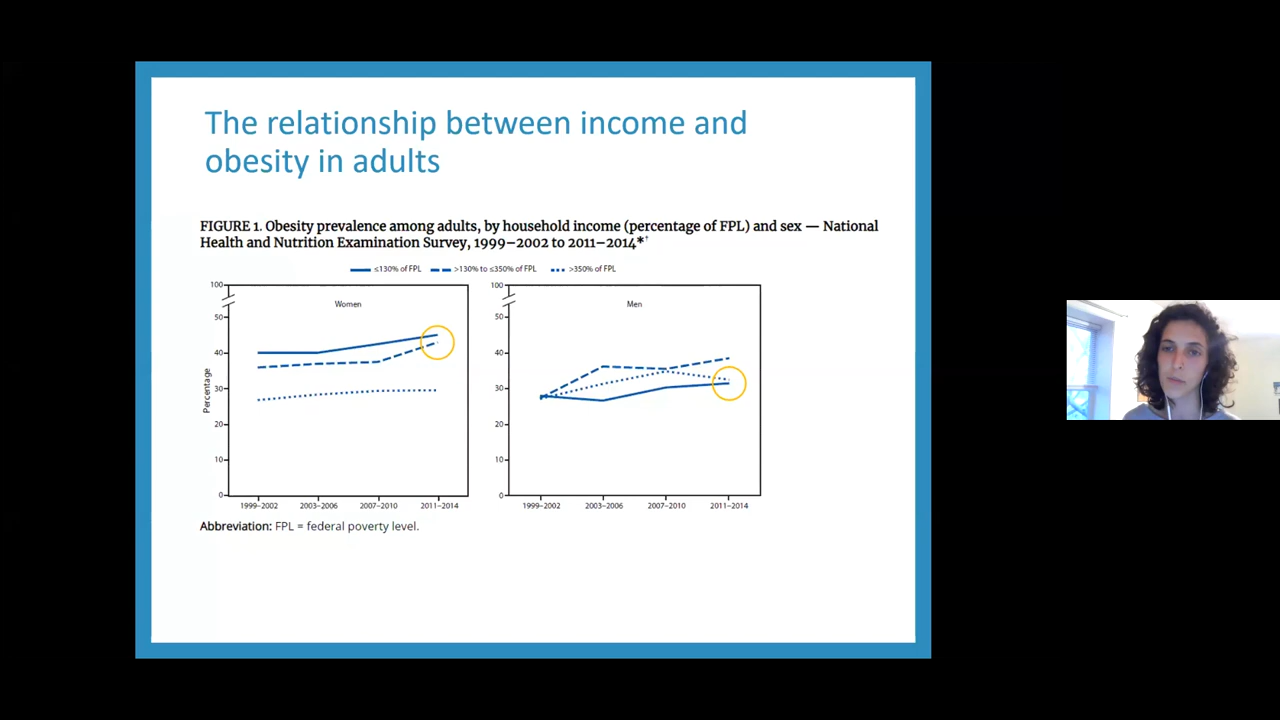 The relationship between income and
obesity in adults
FIGURE 1. Obesity prevalence among adults, by household income (percentage of FPL) and sex — National
Health and Nutrition Examination Survey, 1999–2002 to 2011–2014*†
≤130% of FPL >130% to ≤350% of FPL >350% of FPL
Women
100
50
40
30
20
10
0
Percentage
1999–2002 2003–2006 2007–2010 2011–2014
Men
100
50
40
30
20
10
0
1999–2002 2003–2006 2007–2010 2011–2014
Abbreviation: FPL = federal poverty level.